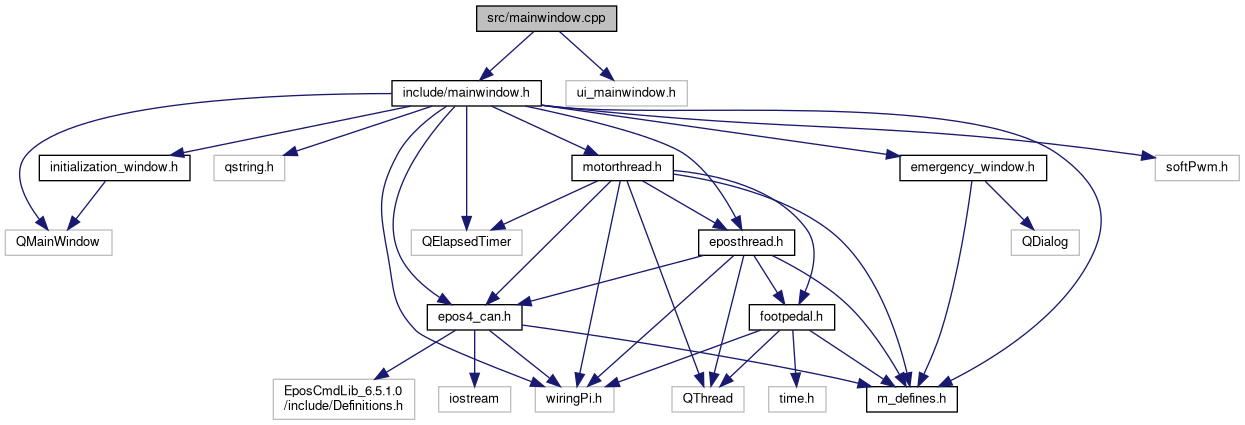 src/mainwindow.cpp
include/mainwindow.h
ui_mainwindow.h
initialization_window.h
qstring.h
motorthread.h
emergency_window.h
softPwm.h
QMainWindow
QElapsedTimer
eposthread.h
QDialog
epos4_can.h
footpedal.h
EposCmdLib_6.5.1.0
/include/Definitions.h
iostream
wiringPi.h
QThread
time.h
m_defines.h